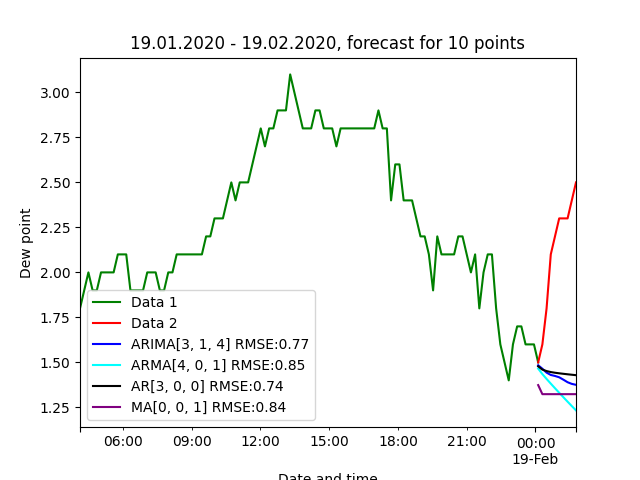 19.01.2020 - 19.02.2020, forecast for 10 points
Dew point
3.00
2.75
2.50
2.25
2.00
1.75
1.50
1.25
Data 1
Data 2
ARIMA[3, 1, 4] RMSE:0.77
ARMA[4, 0, 1] RMSE:0.85
AR[3, 0, 0] RMSE:0.74
MA[0, 0, 1] RMSE:0.84
06:00 09:00 12:00 15:00 18:00 21:00 00:00
19-Feb
Date and time